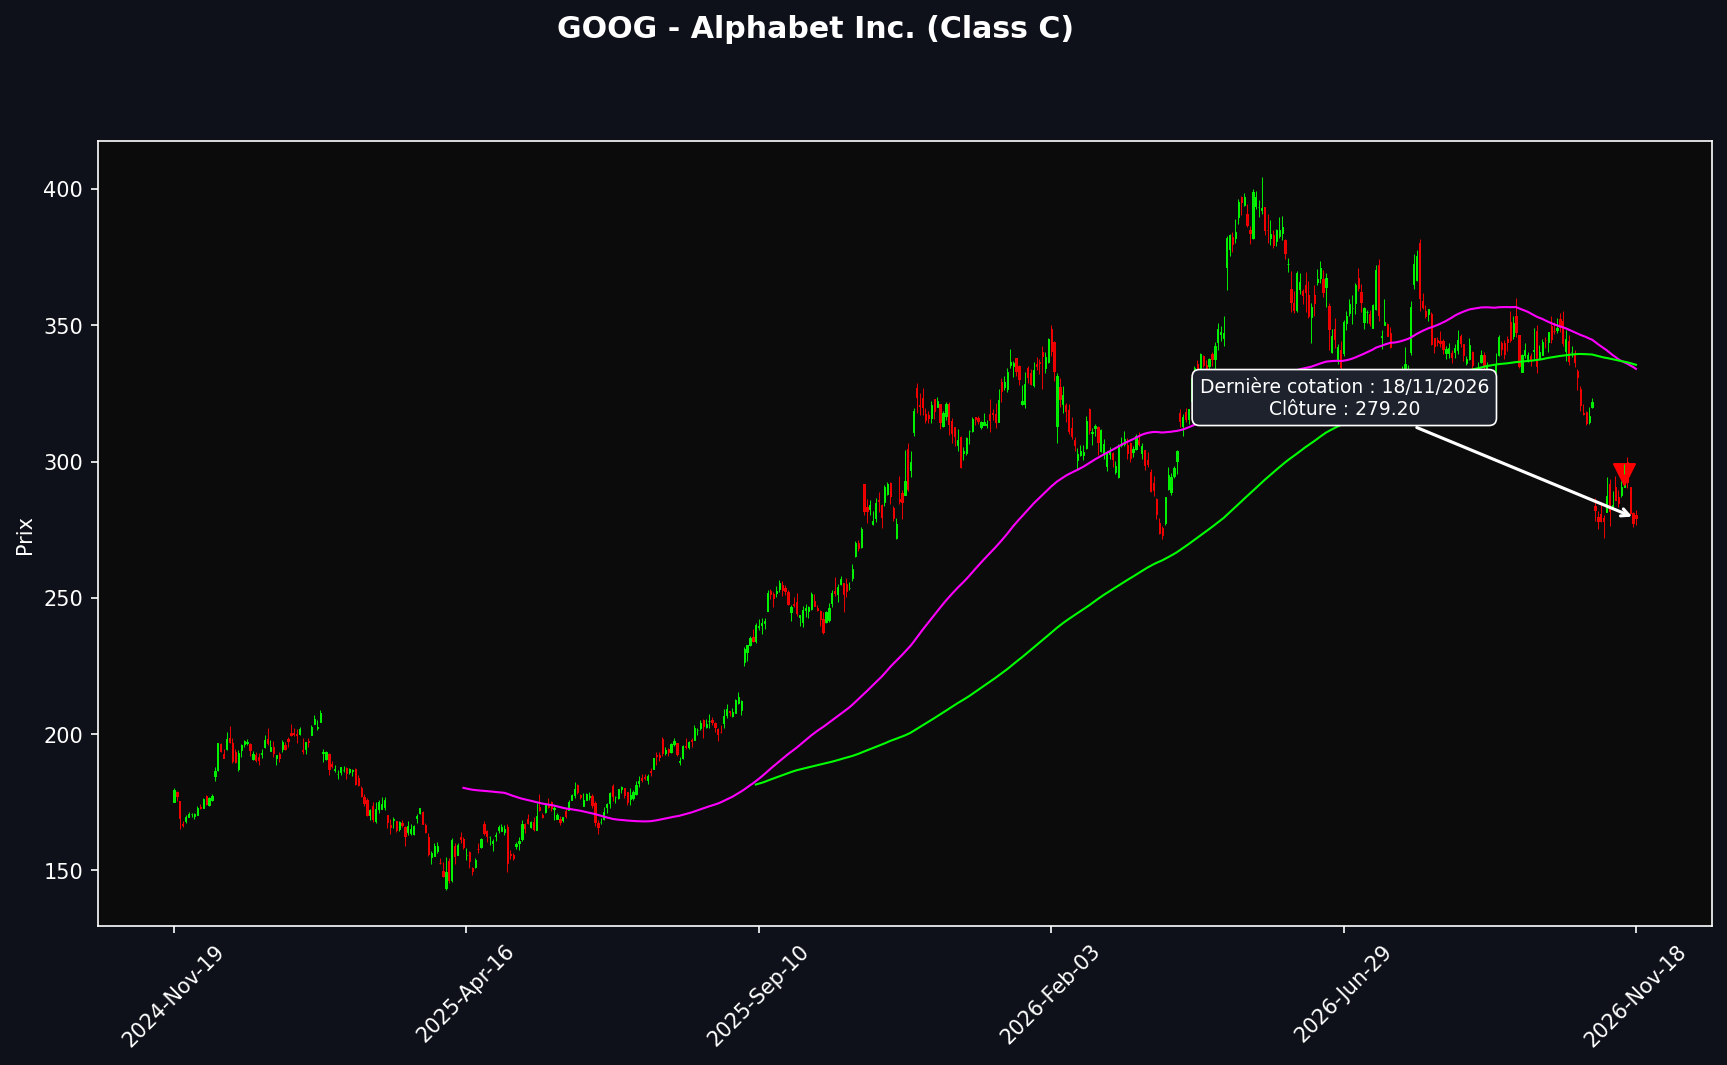 GOOG - Alphabet Inc. (Class C)
Prix
400
350
300
250
200
150
Dernière cotation : 18/11/2026
Clôture : 279.20
2024-Nov-19
2025-Apr-16
2025-Sep-10
2026-Feb-03
2026-Jun-29
2026-Nov-18